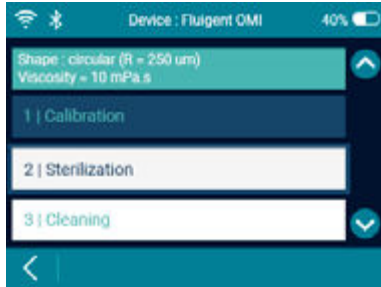 Device : Fluigent OMI 40%
Shape : circular (R = 250 um)
Viscosity = 10 mPa.s
1 | Calibration
2 | Sterilization
3 | Cleaning